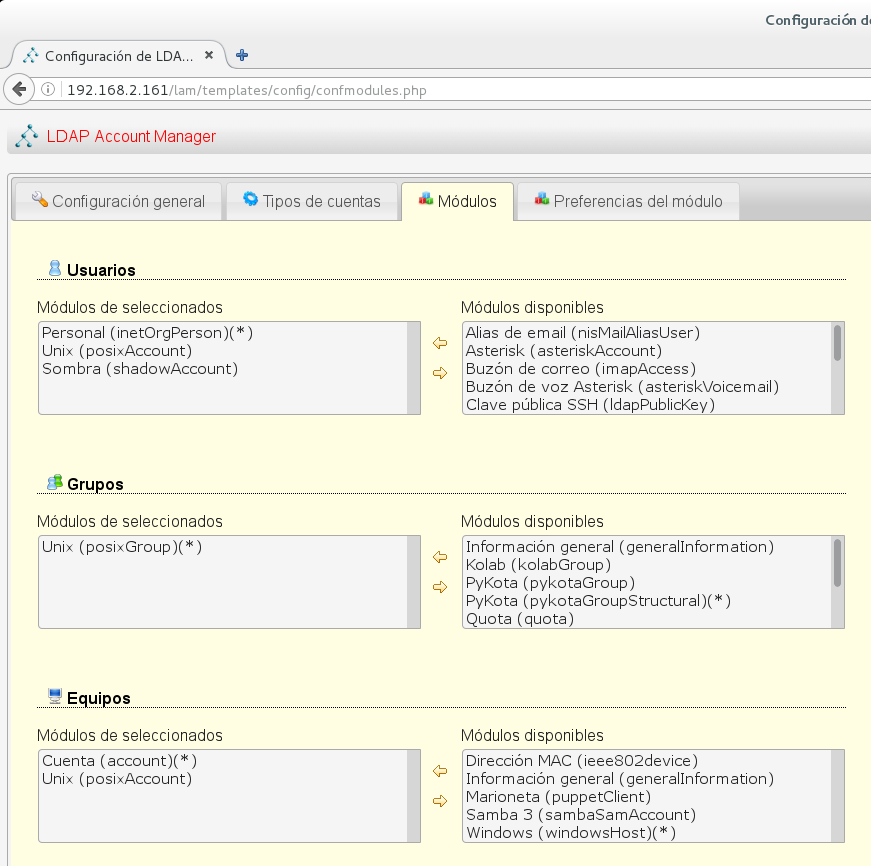 Configuración de
Configuración de LDA...
192.168.2.161/lam/templates/config/confmodules.php
LDAP Account Manager
Configuración general
Tipos de cuentas
Módulos
Preferencias del módulo
Usuarios
Módulos de seleccionados
Módulos disponibles
Personal (inetOrgPerson)(*)
Unix (posixAccount)
Sombra (shadowAccount)
Alias de email (nisMailAliasUser)
Asterisk (asteriskAccount)
Buzón de correo (imapAccess)
Buzón de voz Asterisk (asteriskVoicemail)
Clave pública SSH (ldapPublicKey)
Grupos
Módulos de seleccionados
Módulos disponibles
Unix (posixGroup)(*)
Información general (generalInformation)
Kolab (kolabGroup)
PyKota (pykotaGroup)
PyKota (pykotaGroupStructural)(*)
Quota (quota)
Equipos
Módulos de seleccionados
Módulos disponibles
Cuenta (account)(*)
Unix (posixAccount)
Dirección MAC (ieee802device)
Información general (generalInformation)
Marioneta (puppetClient)
Samba 3 (sambaSamAccount)
Windows (windowsHost)(*)